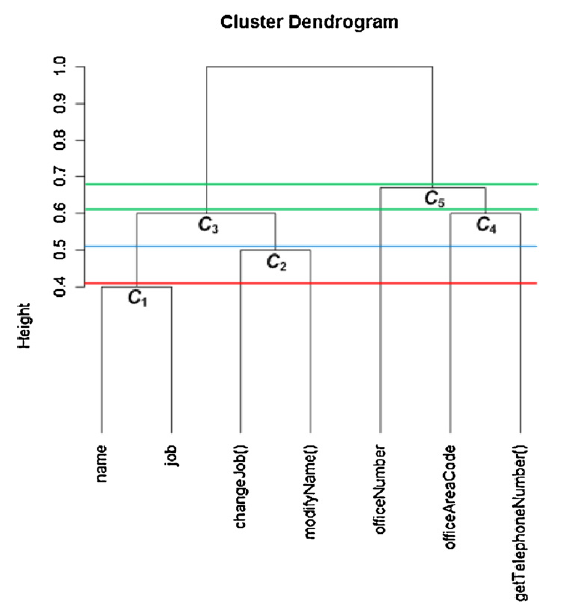 Cluster Dendrogram
Height
1.0
0.9
0.8
0.7
0.6
0.5
0.4
C5
C3
C4
C2
C1
name
job
changeJob()
modifyName()
officeNumber
officeAreaCode
getTelephoneNumber()